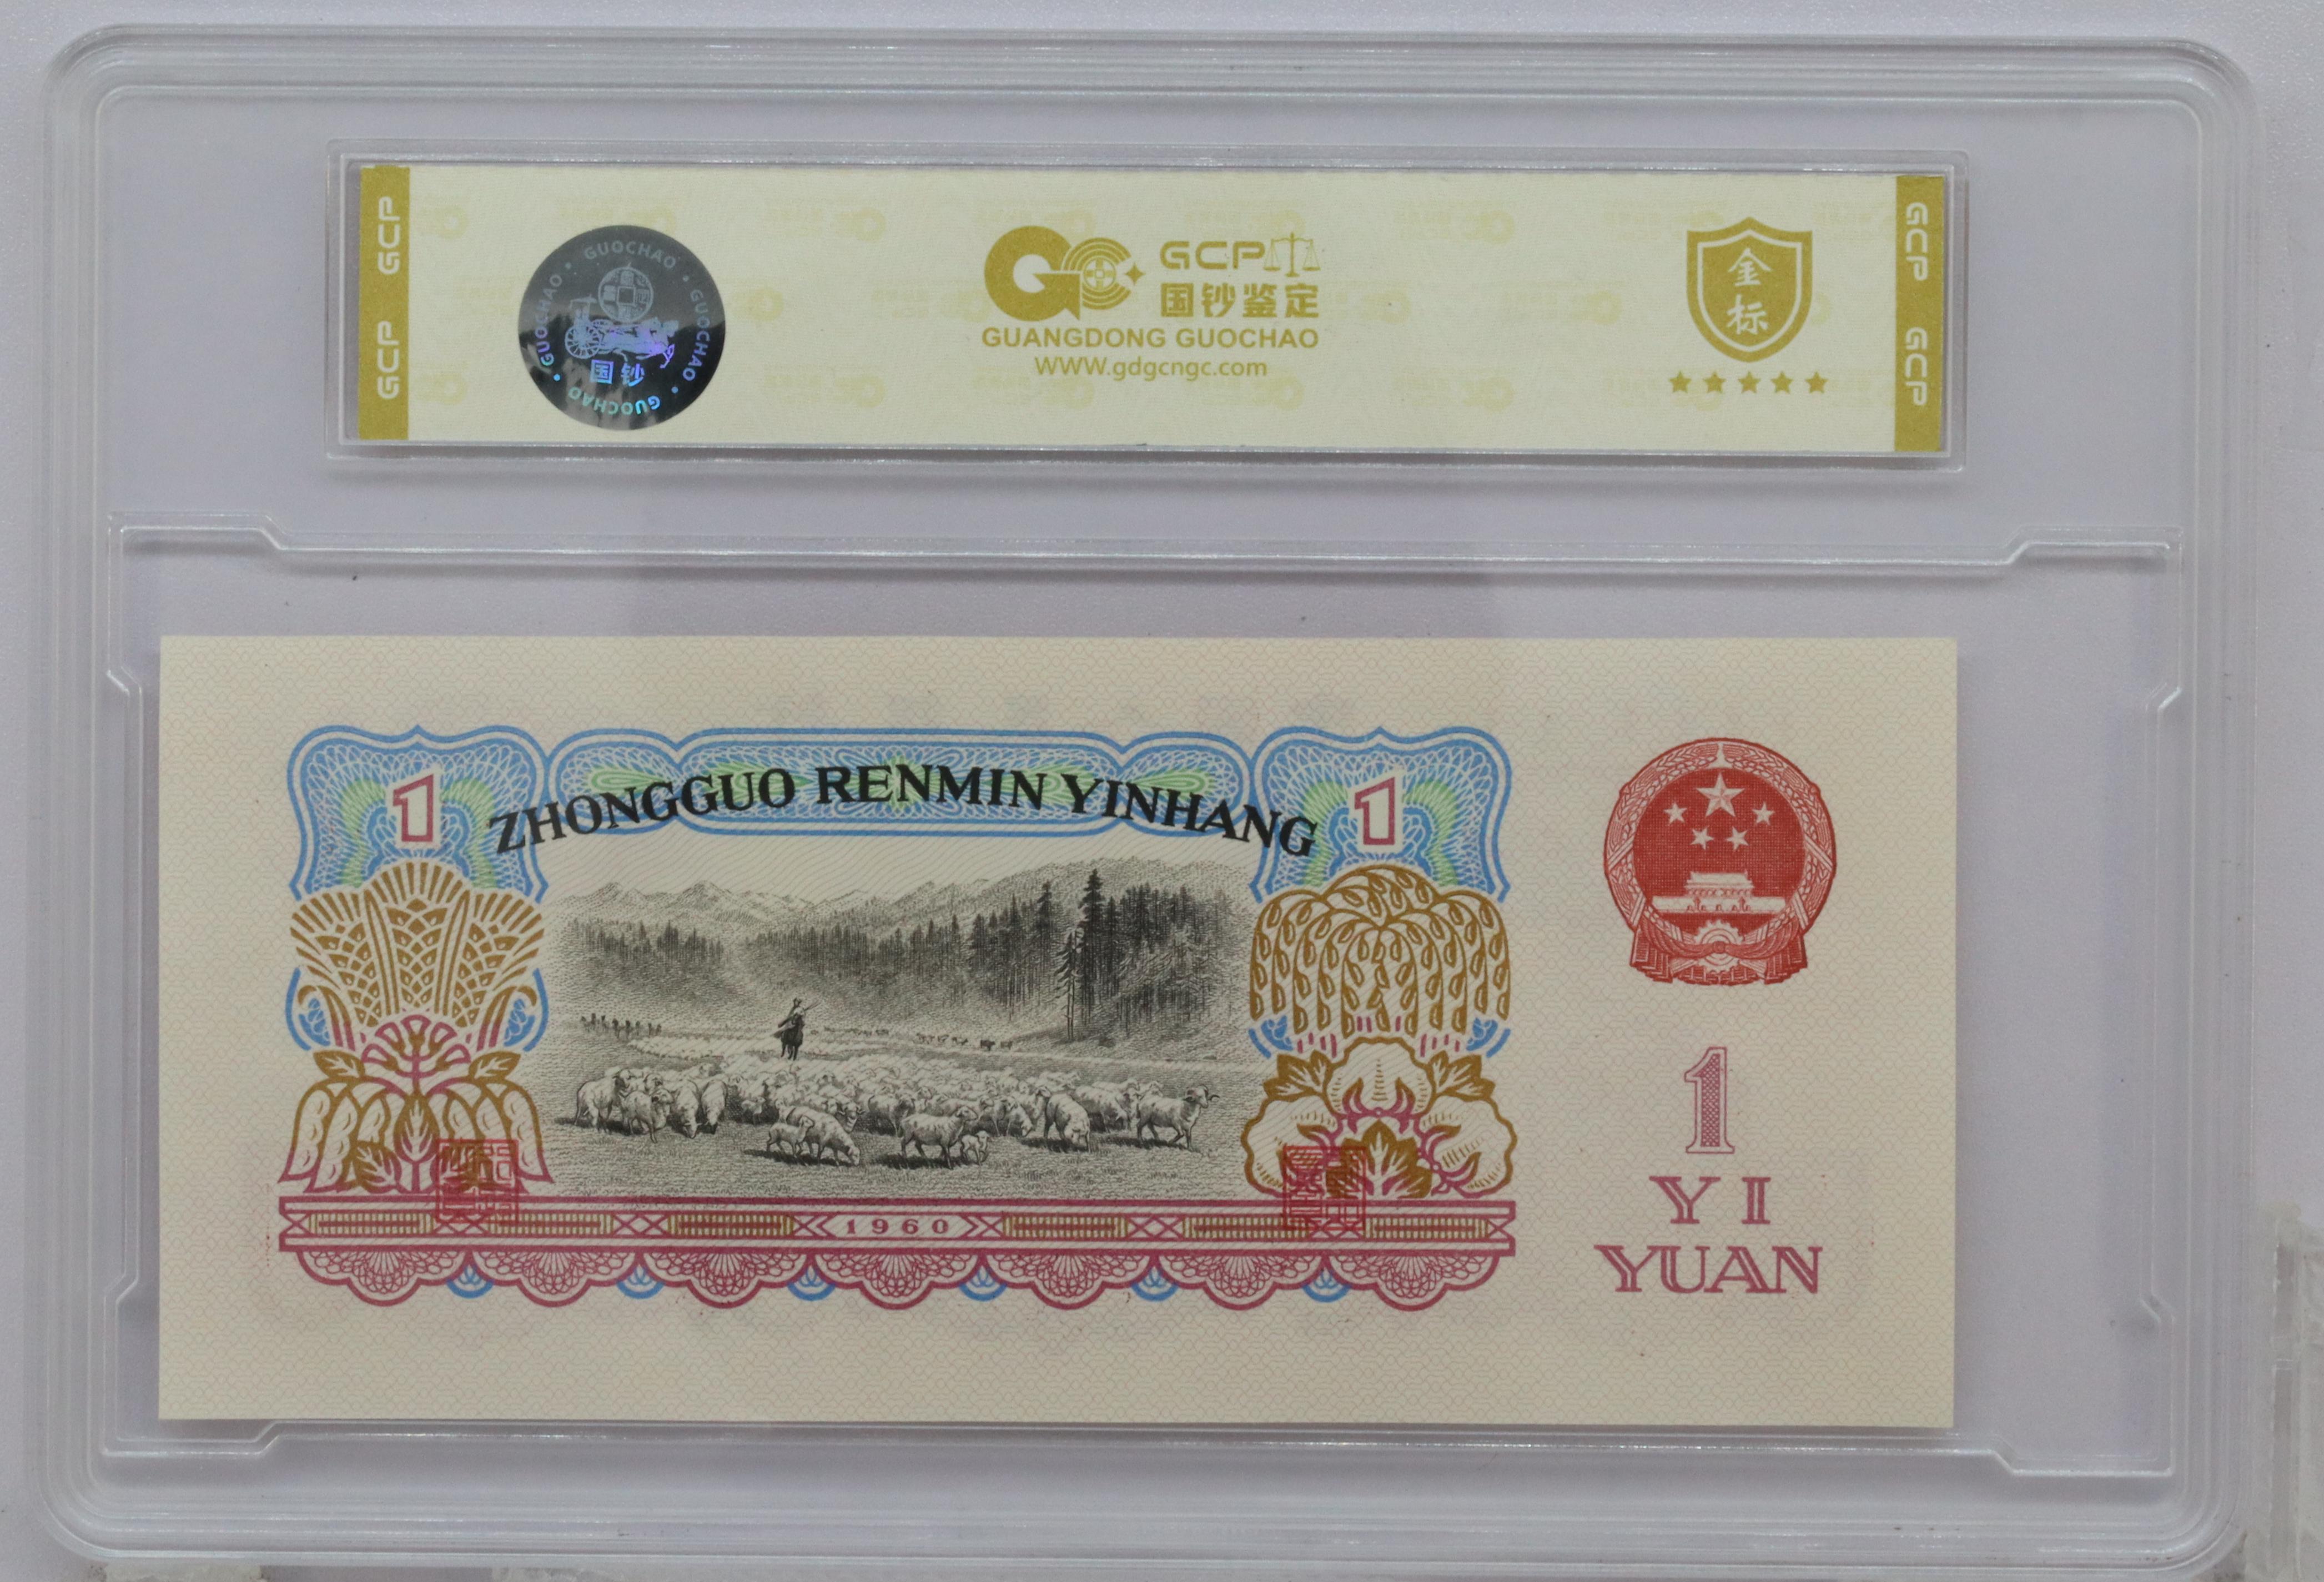 GCP GCP
GUOCHAO • GUOCHAO • GUOCHAO • GUOCHAO
国钞
GCP
国钞鉴定
GUANGDONG GUOCHAO
WWW.gdgcngc.com
金
标
GCP GCP
1
ZHONGGUO RENMIN YINHANG
1
1960
1
YI
YUAN